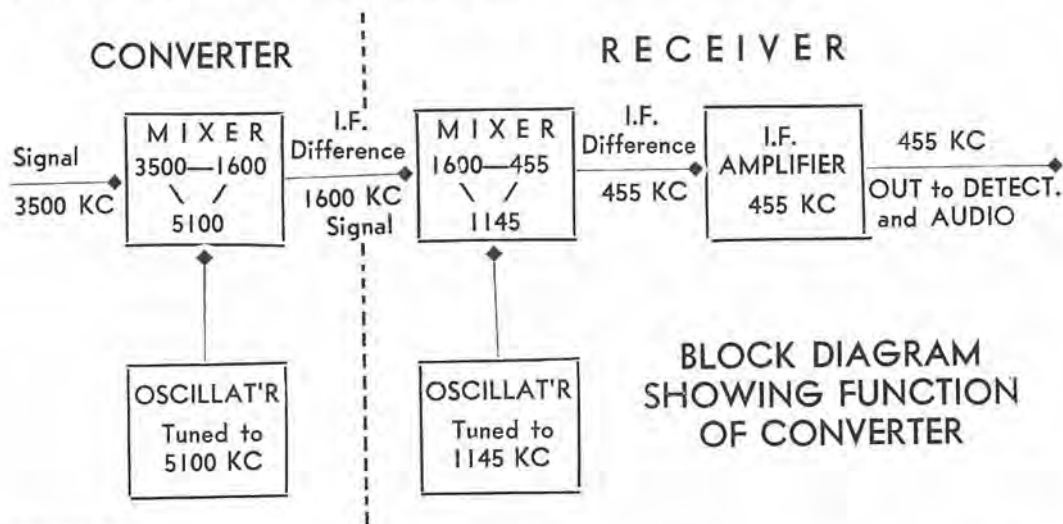 CONVERTER
RECEIVER
Signal
3500 KC
MIXER
3500—1600
5100
I.F.
Difference
1600 KC
Signal
MIXER
1600—455
1145
I.F.
Difference
455 KC
I.F.
AMPLIFIER
455 KC
455 KC
OUT to DETECT.
and AUDIO
OSCILLAT'R
Tuned to
5100 KC
OSCILLAT'R
Tuned to
1145 KC
BLOCK DIAGRAM
SHOWING FUNCTION
OF CONVERTER